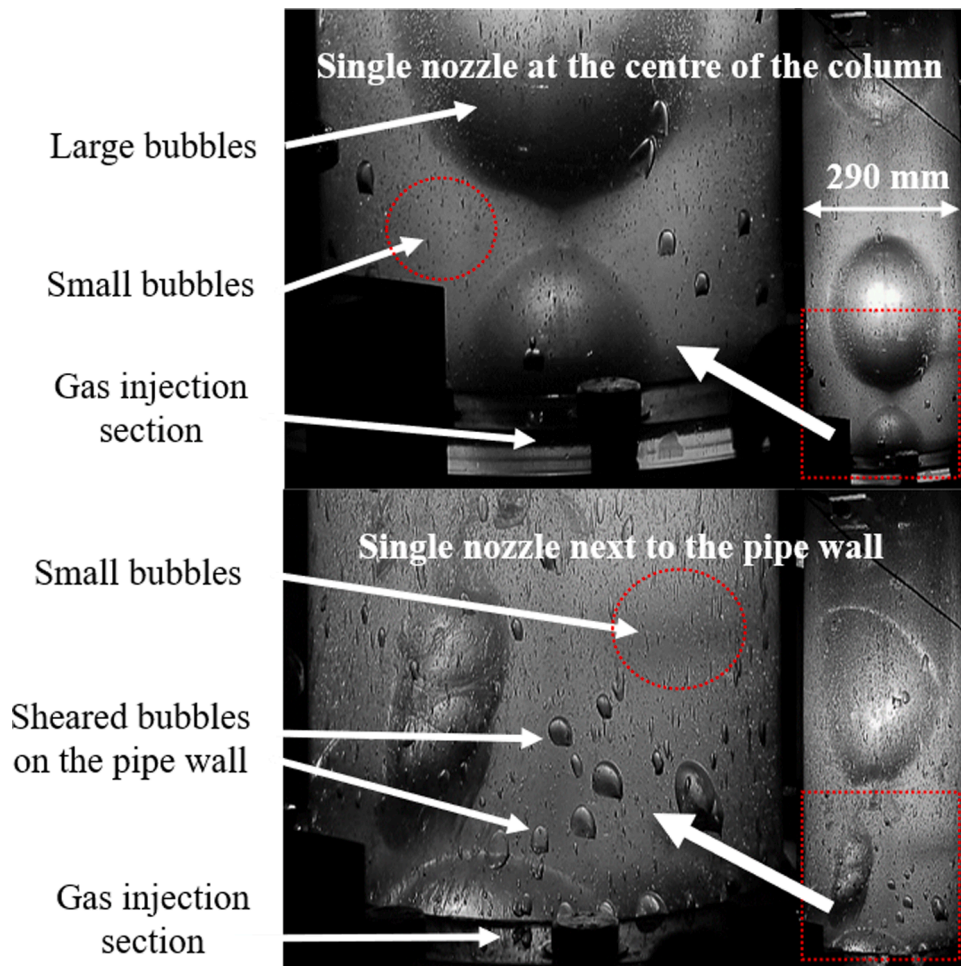 Single nozzle at the centre of the column
Large bubbles
290 mm
Small bubbles
Gas injection
section
Single nozzle next to the pipe wall
Small bubbles
Sheared bubbles
on the pipe wall
Gas injection
section